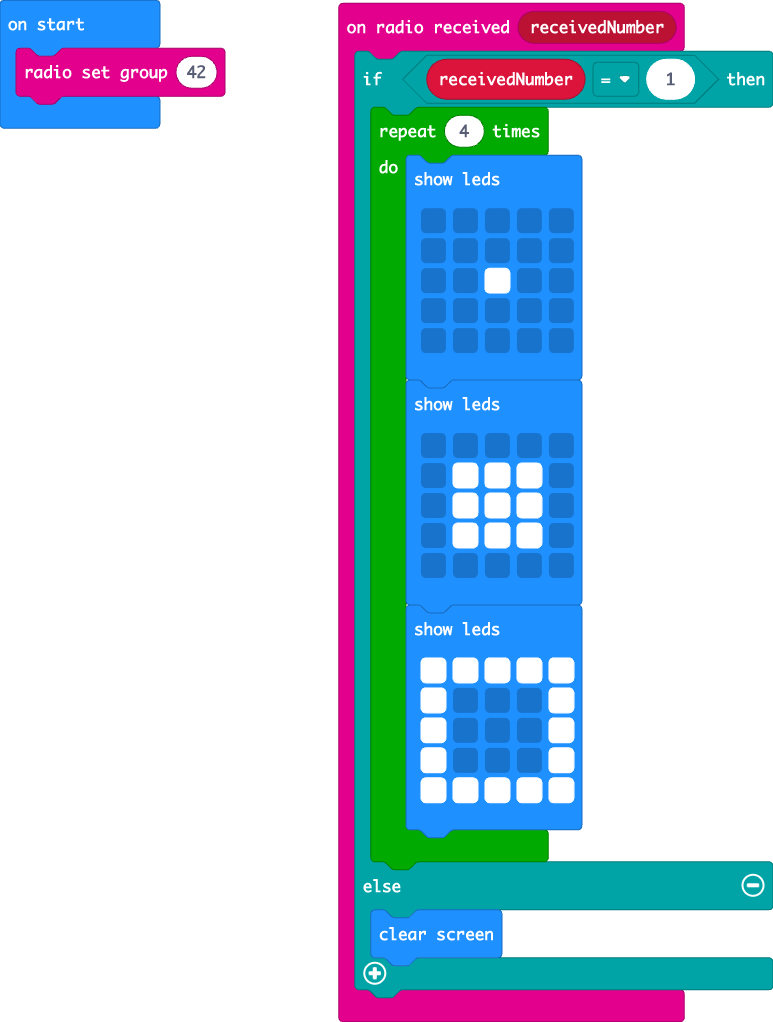 on start
radio set group 42
on radio received receivedNumber
if receivedNumber = 1 then
repeat 4 times
do
show leds
show leds
show leds
else
clear screen